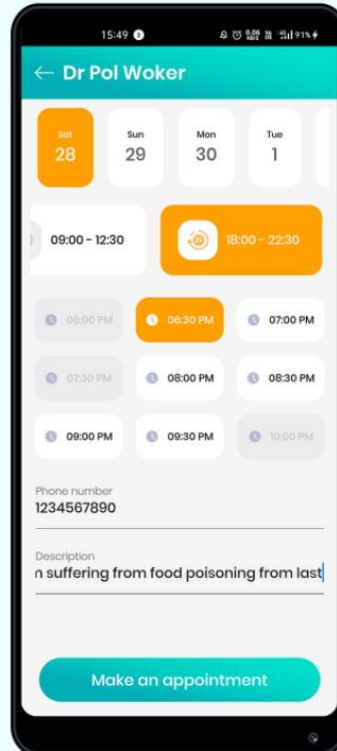 15:49
91%
← Dr Pol Woker
Sat Sun Mon Tue
28 29 30 1
09:00 - 12:30 18:00 - 22:30
06:00 PM 06:30 PM 07:00 PM
07:30 PM 08:00 PM 08:30 PM
09:00 PM 09:30 PM 10:00 PM
Phone number
1234567890
Description
suffering from food poisoning from last
Make an appointment